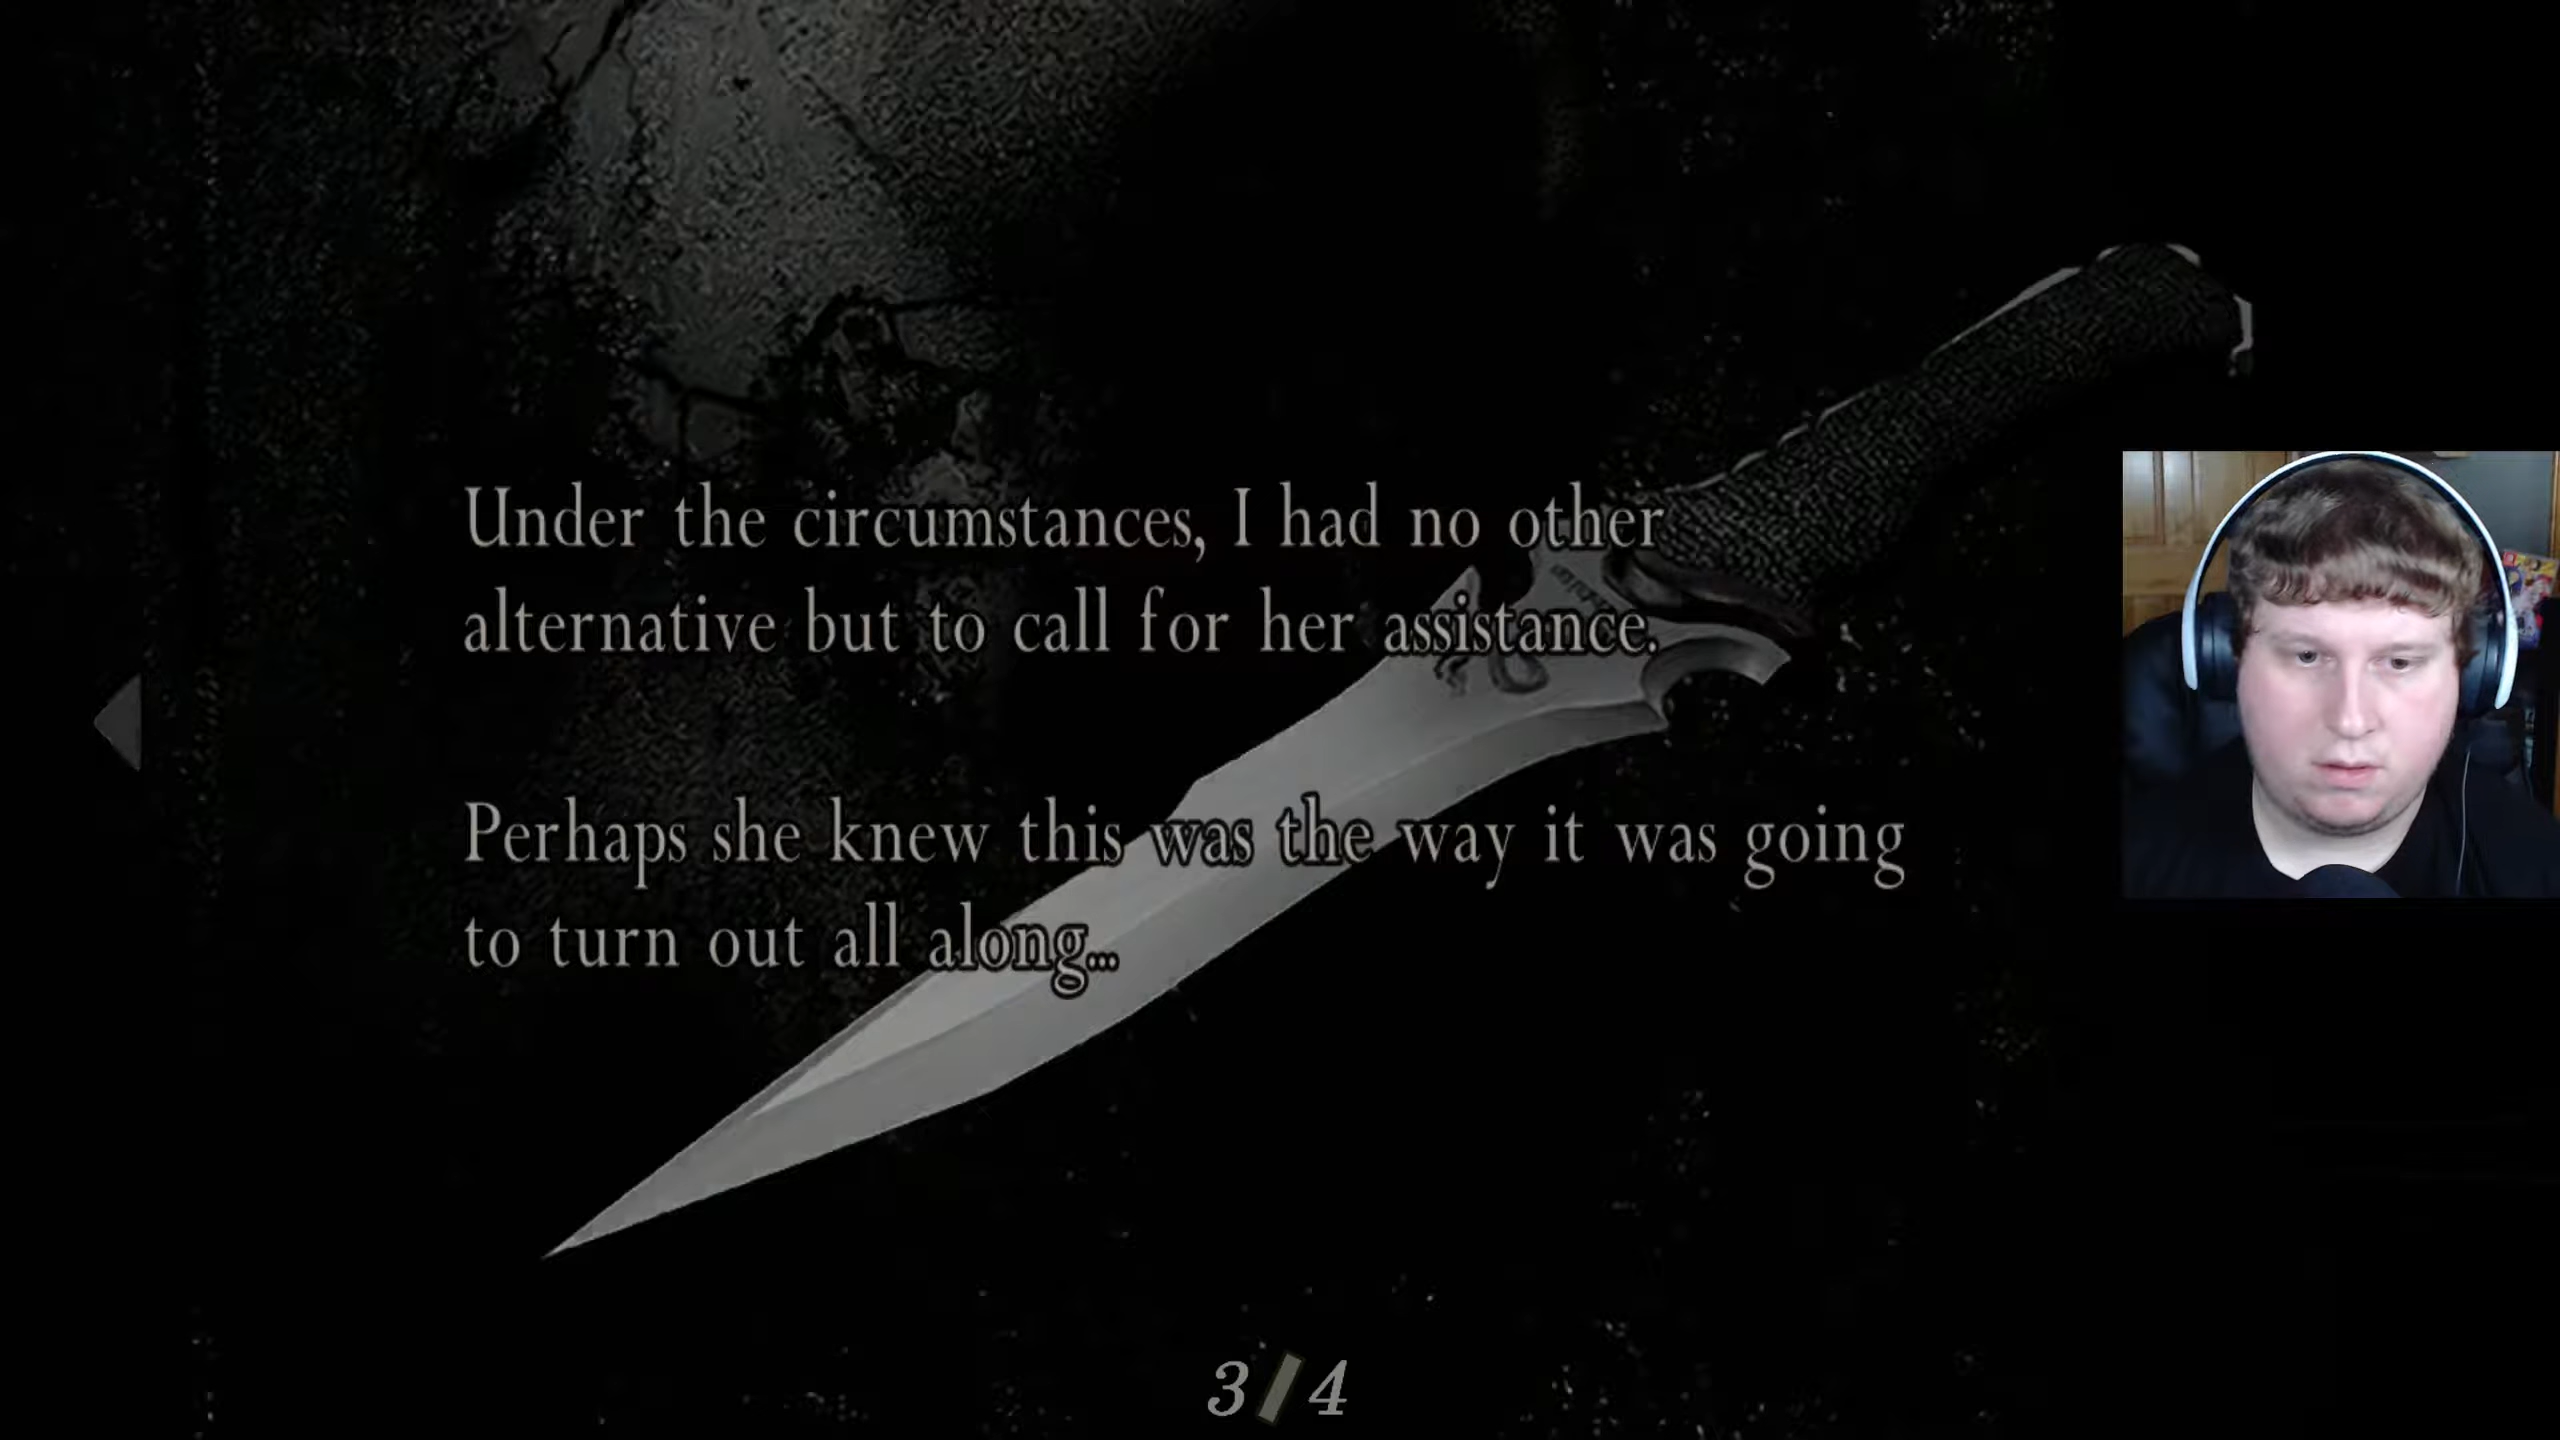 Under the circumstances, I had no other
alternative but to call for her assistance.
Perhaps she knew this was the way it was going
to turn out all along...
3/4